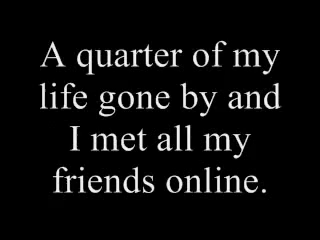 A quarter of my
life gone by and
I met all my
friends online.